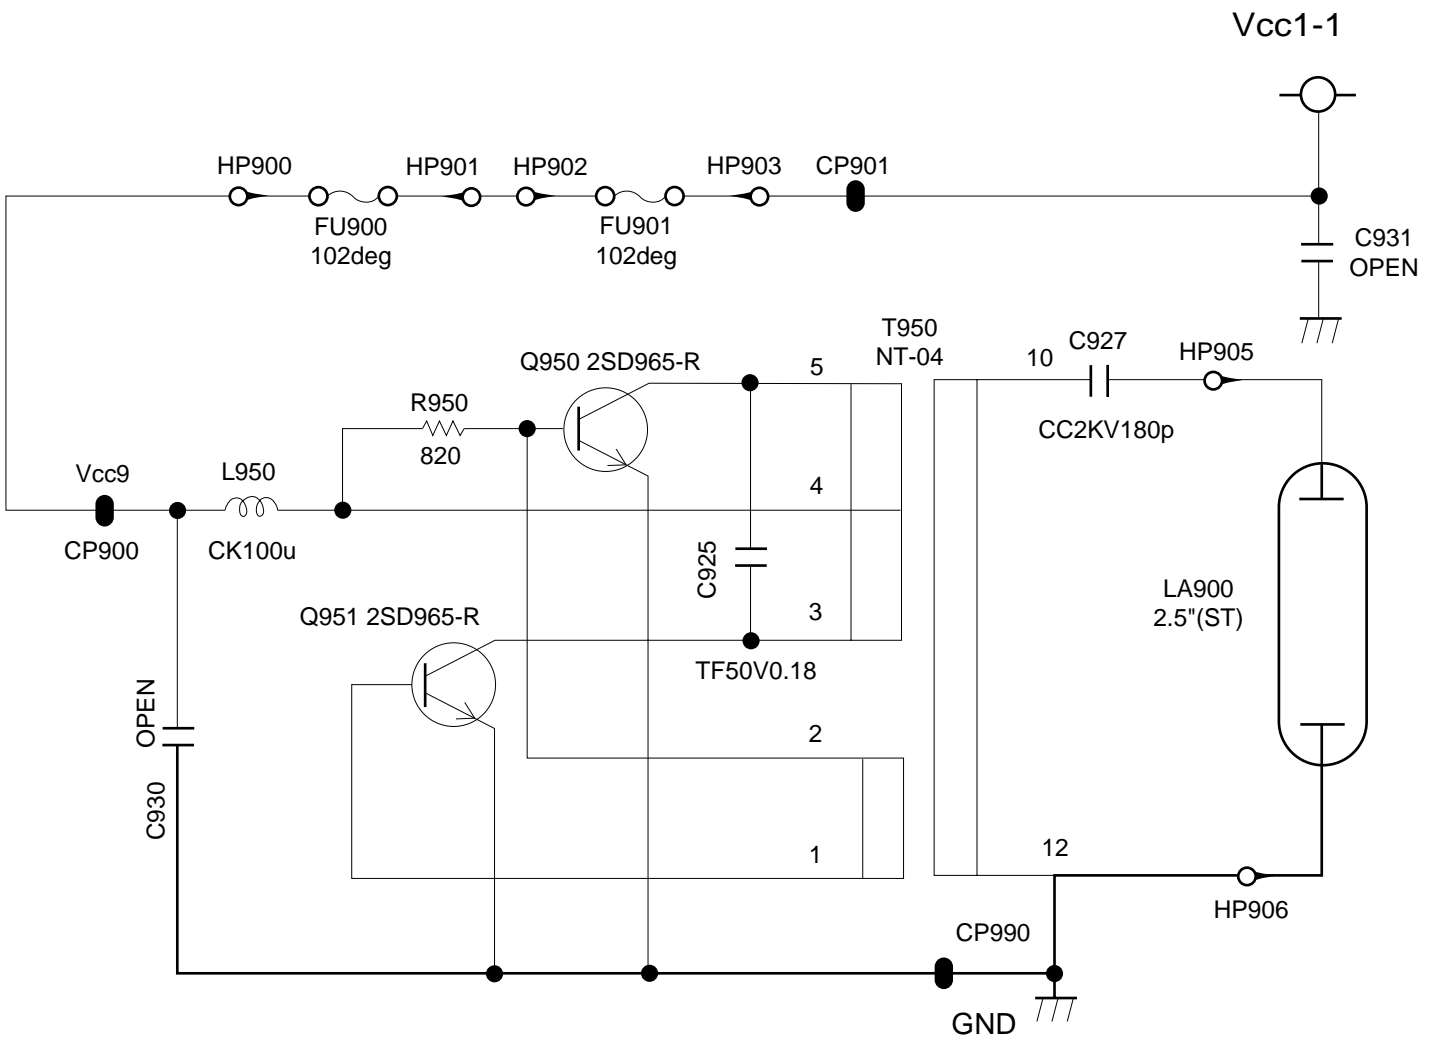 Vcc1-1
HP900
HP901
HP902
HP903
CP901
FU900
102deg
FU901
102deg
C931
OPEN
T950
NT-04
10
C927
HP905
CC2KV180p
Q950 2SD965-R
5
R950
820
4
Vcc9
L950
CP900
CK100u
C925
3
Q951 2SD965-R
TF50V0.18
LA900
2.5"(ST)
OPEN
C930
2
1
12
HP906
CP990
GND